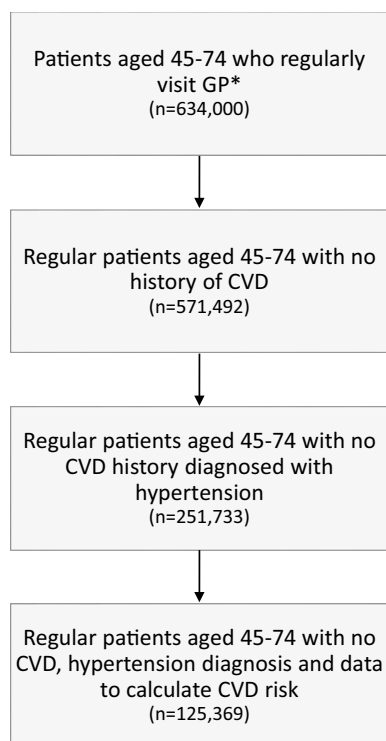 Patients aged 45-74 who regularly
visit GP*
(n=634,000)
Regular patients aged 45-74 with no
history of CVD
(n=571,492)
Regular patients aged 45-74 with no
CVD history diagnosed with
hypertension
(n=251,733)
Regular patients aged 45-74 with no
CVD, hypertension diagnosis and data
to calculate CVD risk
(n=125,369)